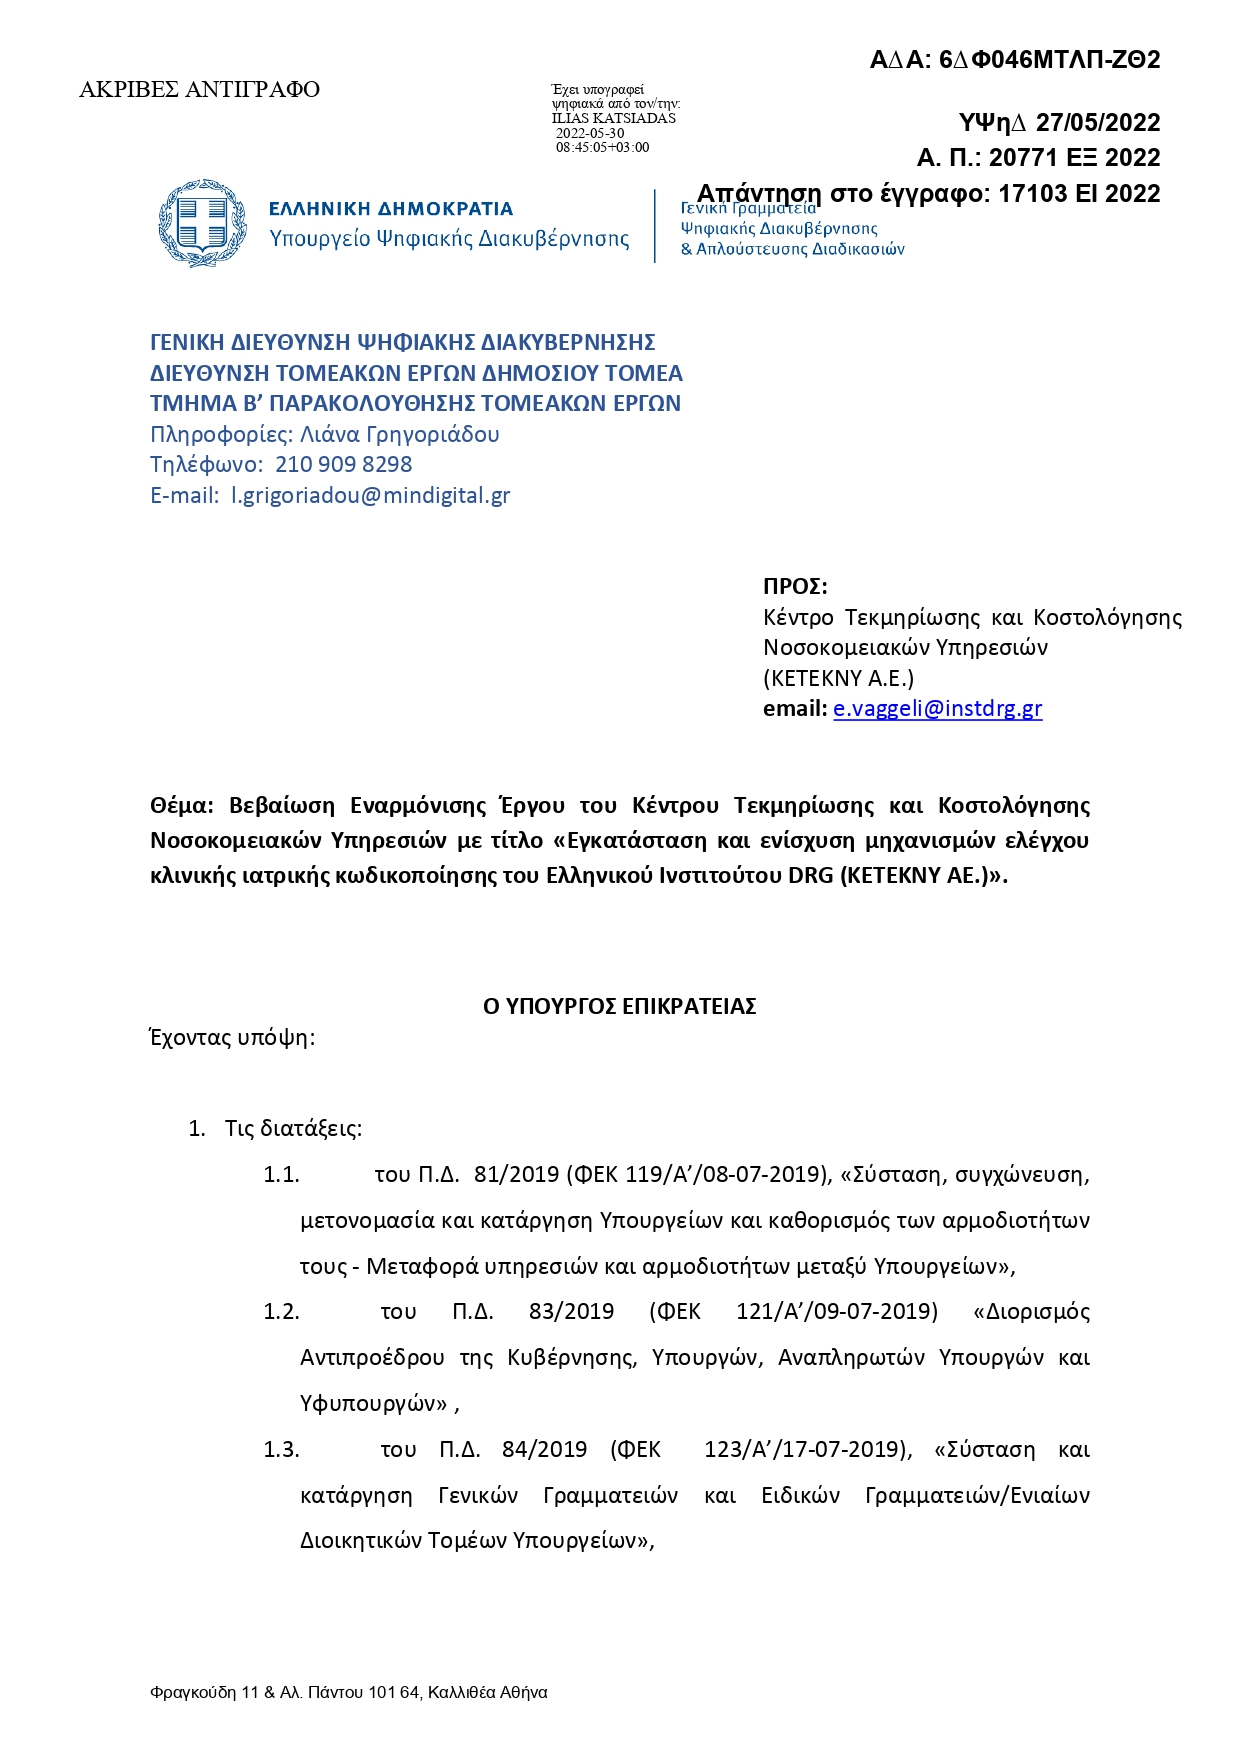 ΑΔΑ: 6ΔΦ046ΜΤΛΠ-ΖΘ2
ΑΚΡΙΒΕΣ ΑΝΤΙΓΡΑΦΟ
Έχει υπογραφεί
ψηφιακά από τον/την:
ILIAS KATSIADAS
2022-05-30
08:45:05+03:00
ΥΨηΔ 27/05/2022
Α. Π.: 20771 ΕΞ 2022
Απάντηση στο έγγραφο: 17103 ΕΙ 2022
ΕΛΛΗΝΙΚΗ ΔΗΜΟΚΡΑΤΙΑ
Υπουργείο Ψηφιακής Διακυβέρνησης
Γενική Γραμματεία
Ψηφιακής Διακυβέρνησης
& Απλούστευσης Διαδικασιών
ΓΕΝΙΚΗ ΔΙΕΥΘΥΝΣΗ ΨΗΦΙΑΚΗΣ ΔΙΑΚΥΒΕΡΝΗΣΗΣ
ΔΙΕΥΘΥΝΣΗ ΤΟΜΕΑΚΩΝ ΕΡΓΩΝ ΔΗΜΟΣΙΟΥ ΤΟΜΕΑ
ΤΜΗΜΑ Β’ ΠΑΡΑΚΟΛΟΥΘΗΣΗΣ ΤΟΜΕΑΚΩΝ ΕΡΓΩΝ
Πληροφορίες: Λιάνα Γρηγοριάδου
Τηλέφωνο: 210 909 8298
E-mail: l.grigoriadou@mindigital.gr
ΠΡΟΣ:
Κέντρο Τεκμηρίωσης και Κοστολόγησης
Νοσοκομειακών Υπηρεσιών
(ΚΕΤΕΚΝΥ Α.Ε.)
email: e.vaggeli@instdrg.gr
Θέμα: Βεβαίωση Εναρμόνισης Έργου του Κέντρου Τεκμηρίωσης και Κοστολόγησης
Νοσοκομειακών Υπηρεσιών με τίτλο «Εγκατάσταση και ενίσχυση μηχανισμών ελέγχου
κλινικής ιατρικής κωδικοποίησης του Ελληνικού Ινστιτούτου DRG (ΚΕΤΕΚΝΥ ΑΕ.)».
Ο ΥΠΟΥΡΓΟΣ ΕΠΙΚΡΑΤΕΙΑΣ
Έχοντας υπόψη:
1. Τις διατάξεις:
1.1. του Π.Δ. 81/2019 (ΦΕΚ 119/Α’/08-07-2019), «Σύσταση, συγχώνευση,
μετονομασία και κατάργηση Υπουργείων και καθορισμός των αρμοδιοτήτων
τους - Μεταφορά υπηρεσιών και αρμοδιοτήτων μεταξύ Υπουργείων»,
1.2. του Π.Δ. 83/2019 (ΦΕΚ 121/Α’/09-07-2019) «Διορισμός
Αντιπροέδρου της Κυβέρνησης, Υπουργών, Αναπληρωτών Υπουργών και
Υφυπουργών» ,
1.3. του Π.Δ. 84/2019 (ΦΕΚ 123/Α’/17-07-2019), «Σύσταση και
κατάργηση Γενικών Γραμματειών και Ειδικών Γραμματειών/Ενιαίων
Διοικητικών Τομέων Υπουργείων»,
Φραγκούδη 11 & Αλ. Πάντου 101 64, Καλλιθέα Αθήνα